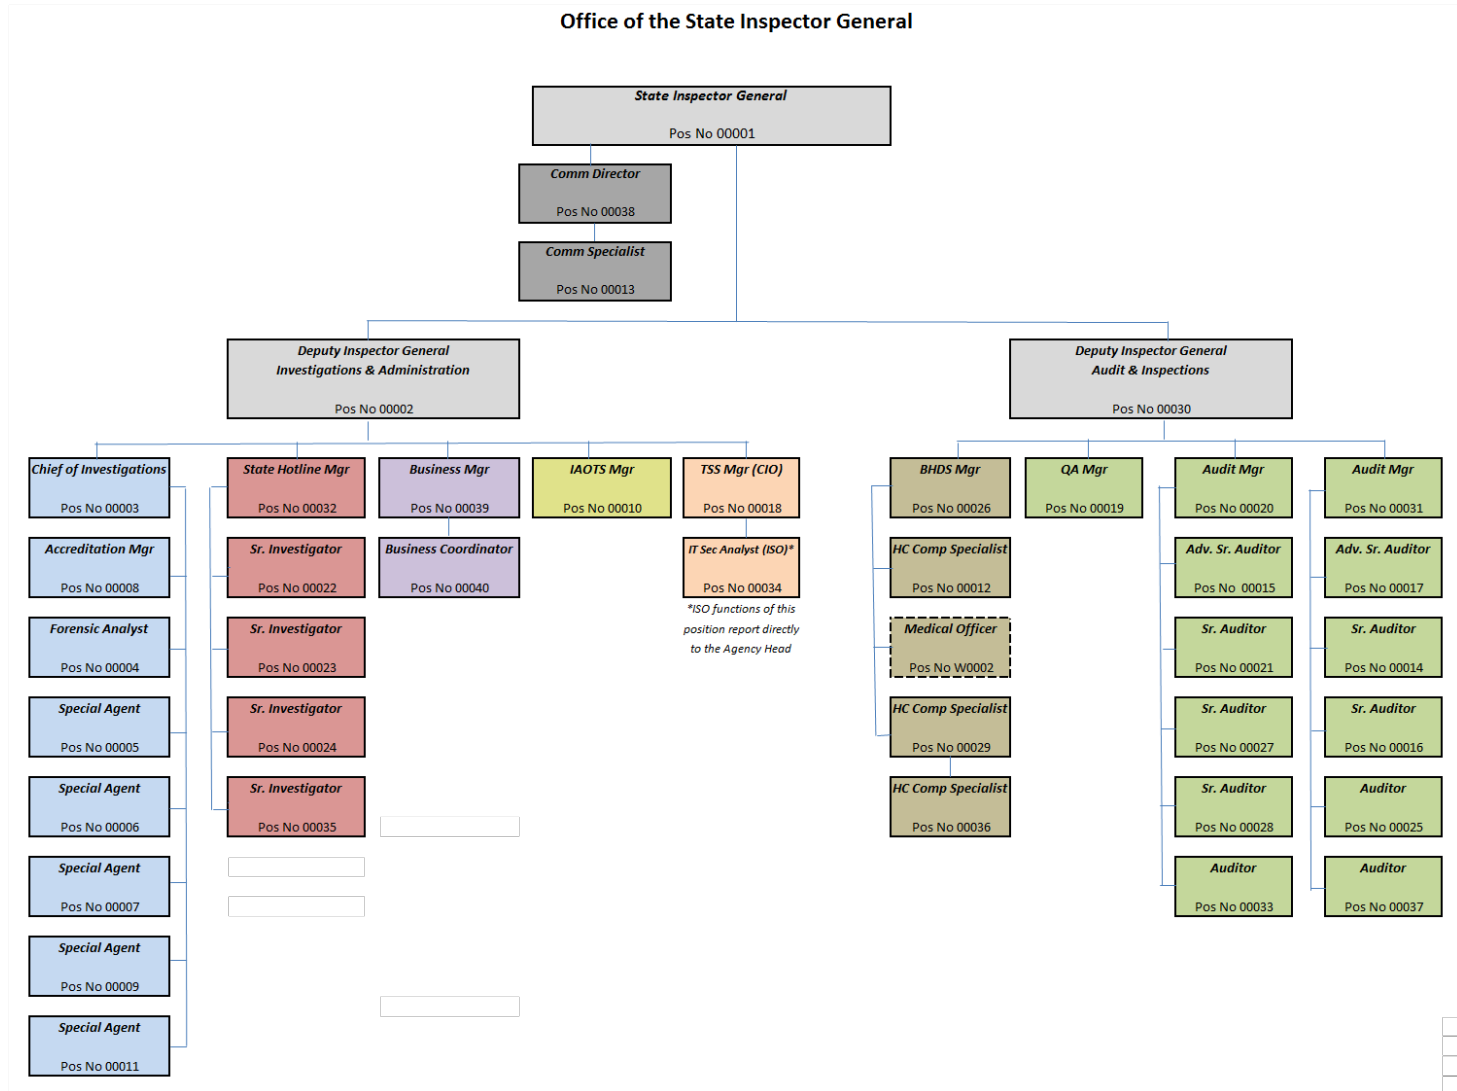 Office of the State Inspector General
State Inspector General
Pos No 00001
Comm Director
Pos No 00038
Comm Specialist
Pos No 00013
Deputy Inspector General
Investigations & Administration
Pos No 00002
Deputy Inspector General
Audit & Inspections
Pos No 00030
Chief of Investigations
Pos No 00003
Accreditation Mgr
Pos No 00008
Forensic Analyst
Pos No 00004
Special Agent
Pos No 00005
Special Agent
Pos No 00006
Special Agent
Pos No 00007
Special Agent
Pos No 00009
Special Agent
Pos No 00011
State Hotline Mgr
Pos No 00032
Sr. Investigator
Pos No 00022
Sr. Investigator
Pos No 00023
Sr. Investigator
Pos No 00024
Sr. Investigator
Pos No 00035
Business Mgr
Pos No 00039
Business Coordinator
Pos No 00040
IAOTS Mgr
Pos No 00010
TSS Mgr (CIO)
Pos No 00018
IT Sec Analyst (ISO)*
Pos No 00034
*ISO functions of this
position report directly
to the Agency Head
BHDS Mgr
Pos No 00026
HC Comp Specialist
Pos No 00012
Medical Officer
Pos No W0002
HC Comp Specialist
Pos No 00029
HC Comp Specialist
Pos No 00036
QA Mgr
Pos No 00019
Audit Mgr
Pos No 00020
Adv. Sr. Auditor
Pos No 00015
Sr. Auditor
Pos No 00021
Sr. Auditor
Pos No 00027
Sr. Auditor
Pos No 00028
Auditor
Pos No 00033
Audit Mgr
Pos No 00031
Adv. Sr. Auditor
Pos No 00017
Sr. Auditor
Pos No 00014
Sr. Auditor
Pos No 00016
Auditor
Pos No 00025
Auditor
Pos No 00037